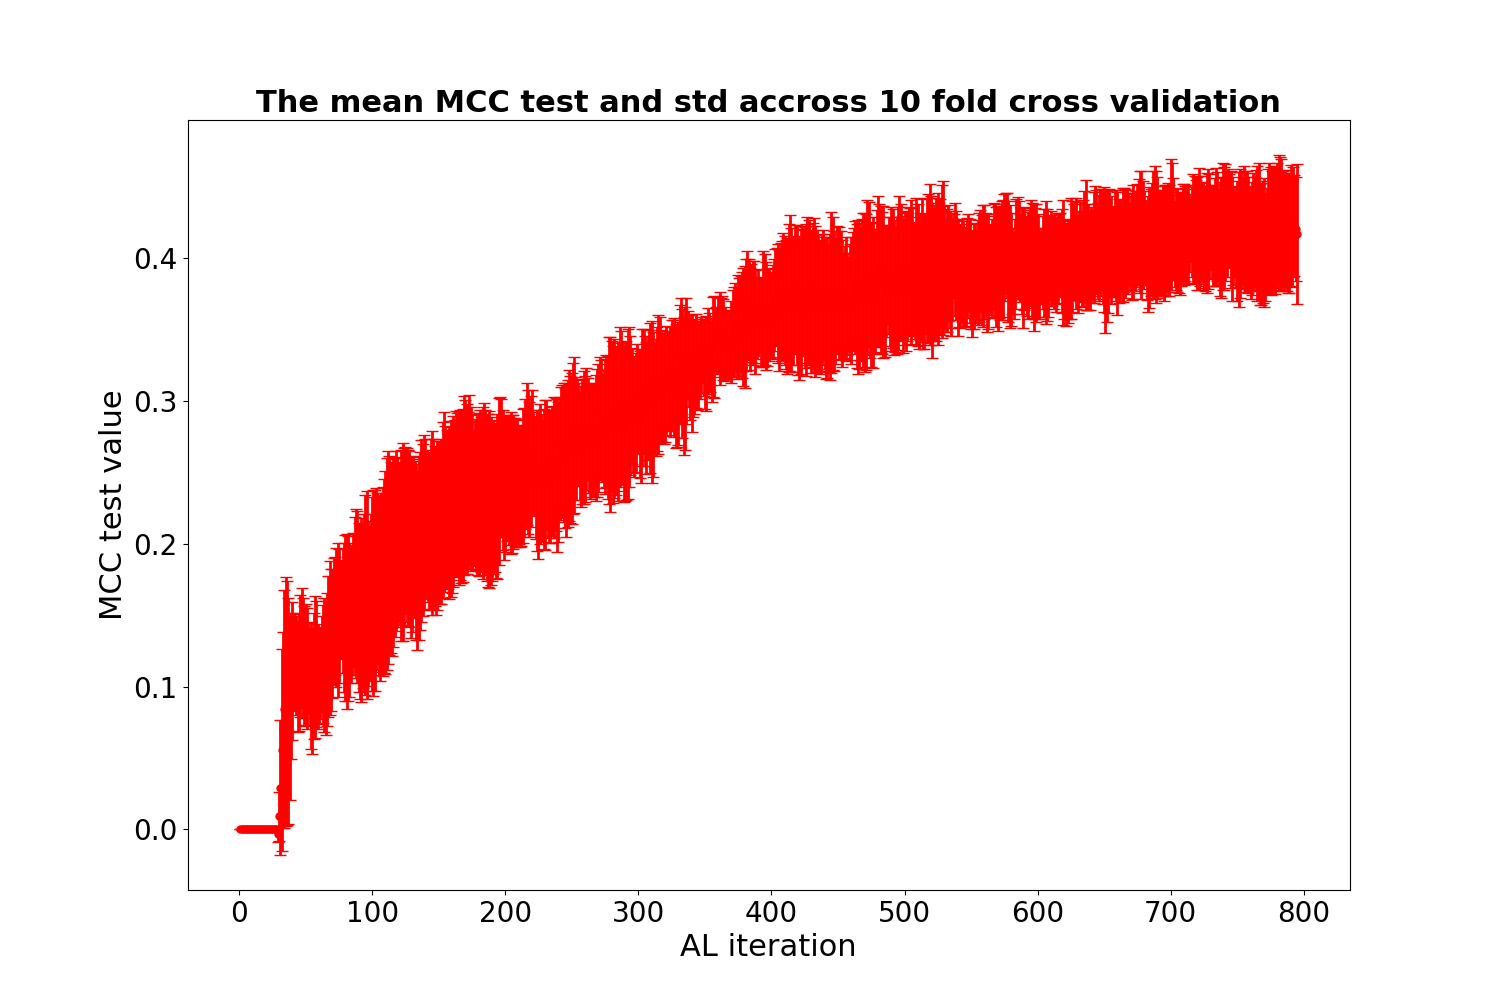 The mean MCC test and std accross 10 fold cross validation
MCC test value
0.4
0.3
0.2
0.1
0.0
0 100 200 300 400 500 600 700 800
AL iteration